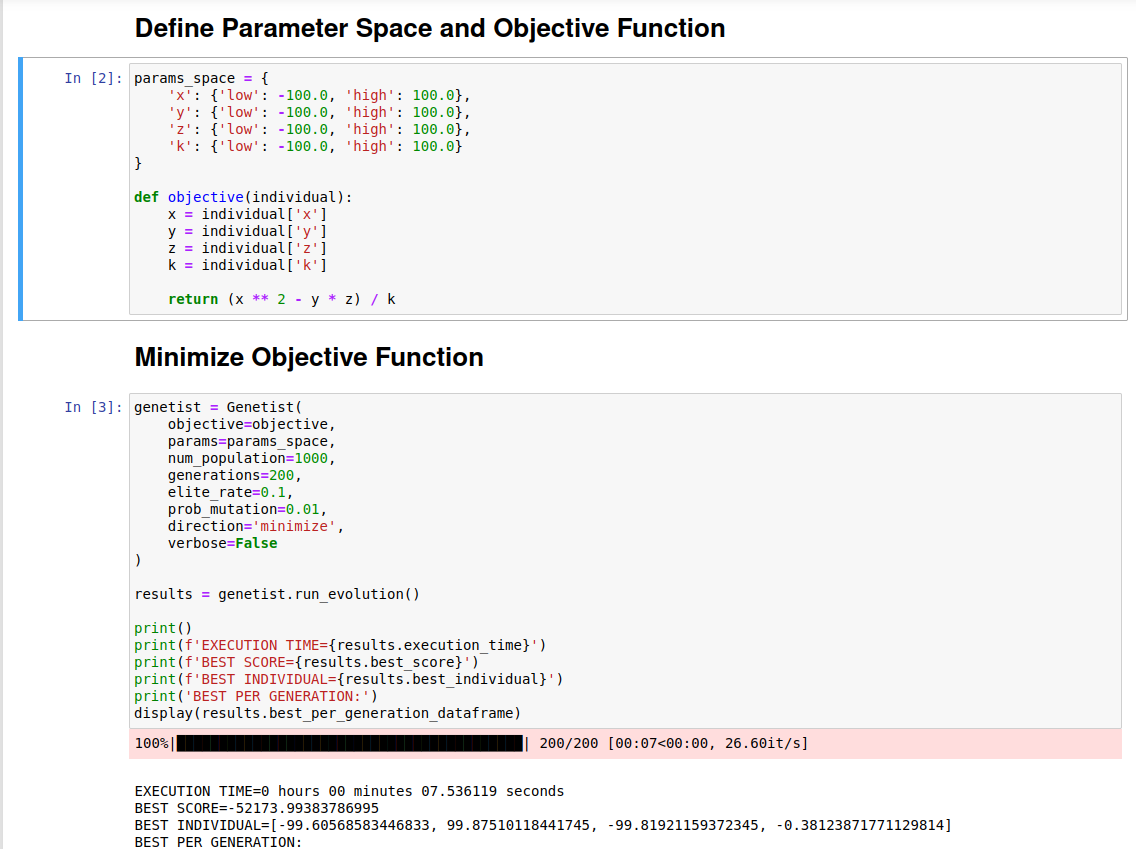 Define Parameter Space and Objective Function
In [2]:
params_space = {
    'x': {'low': -100.0, 'high': 100.0},
    'y': {'low': -100.0, 'high': 100.0},
    'z': {'low': -100.0, 'high': 100.0},
    'k': {'low': -100.0, 'high': 100.0}
}
def objective(individual):
    x = individual['x']
    y = individual['y']
    z = individual['z']
    k = individual['k']
    return (x ** 2 - y * z) / k
Minimize Objective Function
In [3]:
genetist = Genetist(
    objective=objective,
    params=params_space,
    num_population=1000,
    generations=200,
    elite_rate=0.1,
    prob_mutation=0.01,
    direction='minimize',
    verbose=False
)
results = genetist.run_evolution()
print()
print(f'EXECUTION TIME={results.execution_time}')
print(f'BEST SCORE={results.best_score}')
print(f'BEST INDIVIDUAL={results.best_individual}')
print('BEST PER GENERATION:')
display(results.best_per_generation_dataframe)
100%|██████████| 200/200 [00:07<00:00, 26.60it/s]
EXECUTION TIME=0 hours 00 minutes 07.536119 seconds
BEST SCORE=-52173.99383786995
BEST INDIVIDUAL=[-99.60568583446833, 99.87510118441745, -99.81921159372345, -0.38123871771129814]
BEST PER GENERATION: